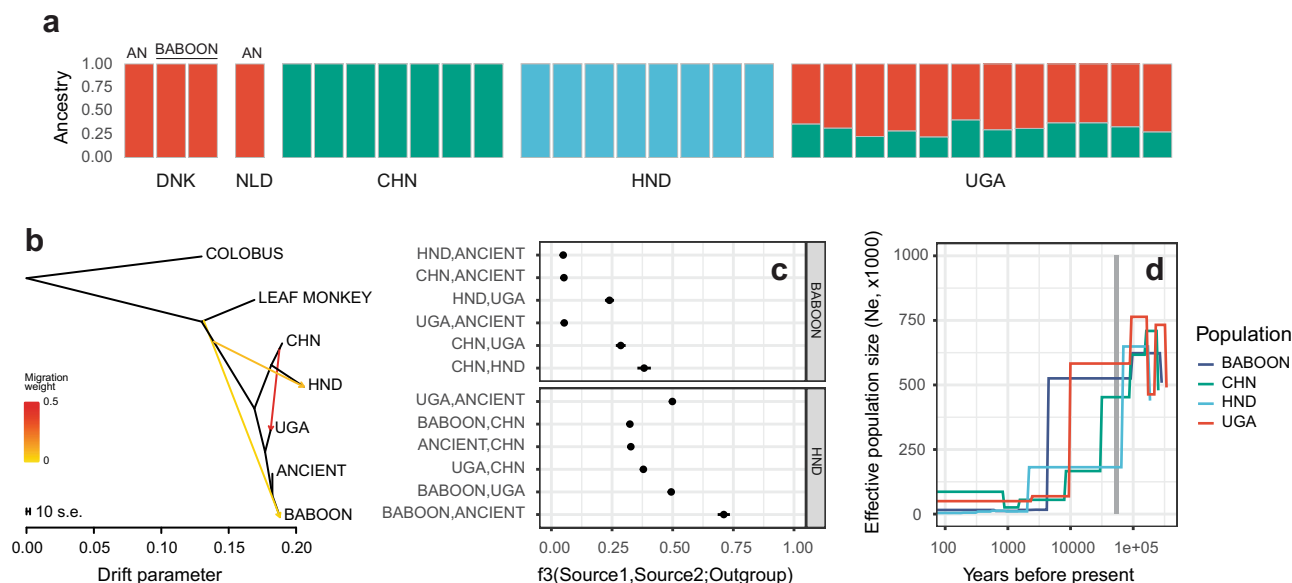 a
AN BABOON AN
1.00
0.75
0.50
0.25
0.00
Ancestry
DNK NLD CHN HND UGA
b
COLOBUS
LEAF MONKEY
CHN
HND
UGA
ANCIENT
BABOON
Migration
weight
0.5
0
10 s.e.
0.00 0.05 0.10 0.15 0.20
Drift parameter
c
HND,ANCIENT
CHN,ANCIENT
HND,UGA
UGA,ANCIENT
CHN,UGA
CHN,HND
BABOON
UGA,ANCIENT
BABOON,CHN
ANCIENT,CHN
UGA,CHN
BABOON,UGA
BABOON,ANCIENT
HND
0.00 0.25 0.50 0.75 1.00
f3(Source1,Source2;Outgroup)
d
Effective population size (Ne, x1000)
1000
750
500
250
0
100 1000 10000 1e+05
Years before present
Population
BABOON
CHN
HND
UGA